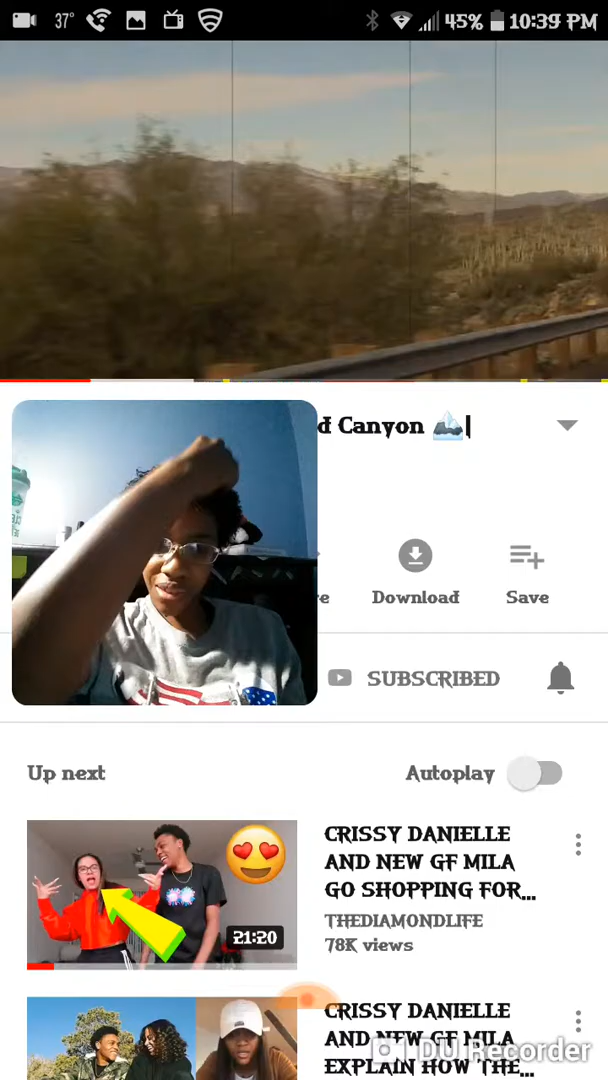 37° 45% 10:39 PM
d Canyon
Download
Save
SUBSCRIBED
Up next
Autoplay
CRISSY DANIELLE
AND NEW GF MILA
GO SHOPPING FOR...
THEDIAMONDLIFE
78K views
21:20
CRISSY DANIELLE
AND NEW GF MILA
EXPLAIN HOW THE...
DU Recorder